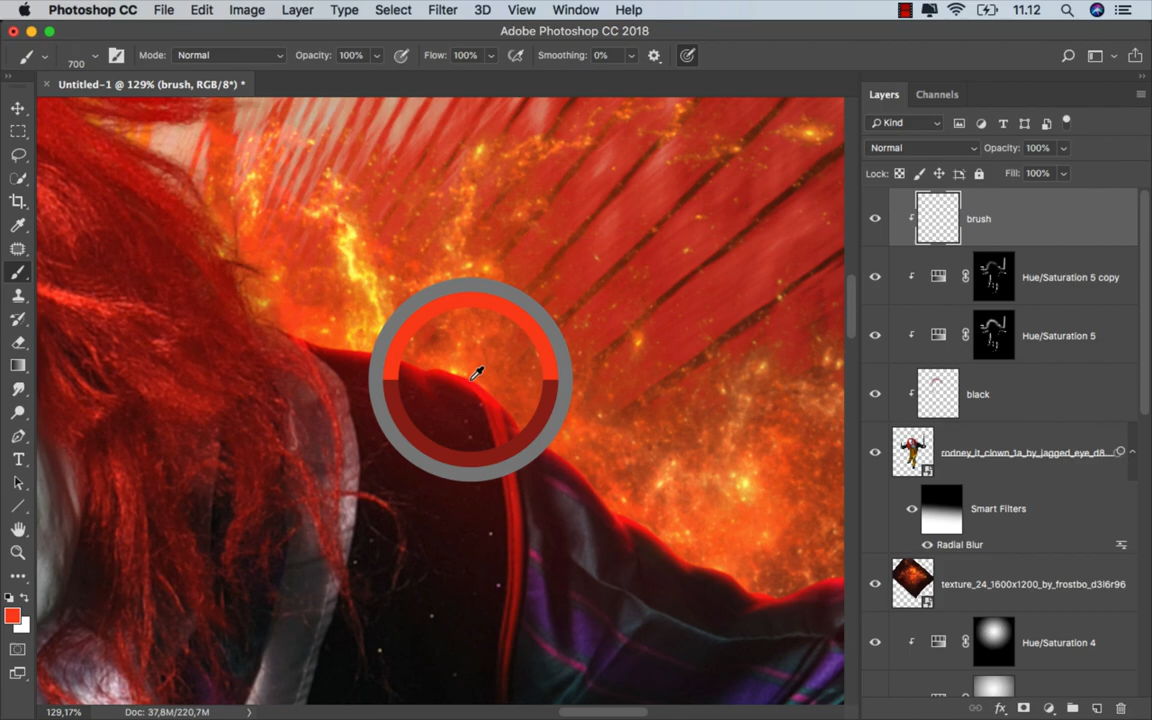 Photoshop CC File Edit Image Layer Type Select Filter 3D View Window Help 11.12
Adobe Photoshop CC 2018
700 Mode: Normal Opacity: 100% Flow: 100% Smoothing: 0%
Untitled-1 @ 129% (brush, RGB/8*) *
Layers Channels
Kind
Normal Opacity: 100%
Lock: Fill: 100%
brush
Hue/Saturation 5 copy
Hue/Saturation 5
black
rodney_it_clown_1a_by_jagged_eye_d8...
Smart Filters
Radial Blur
texture_24_1600x1200_by_frostbo_d3l6r96
Hue/Saturation 4
129,17% Doc: 37,8M/220,7M